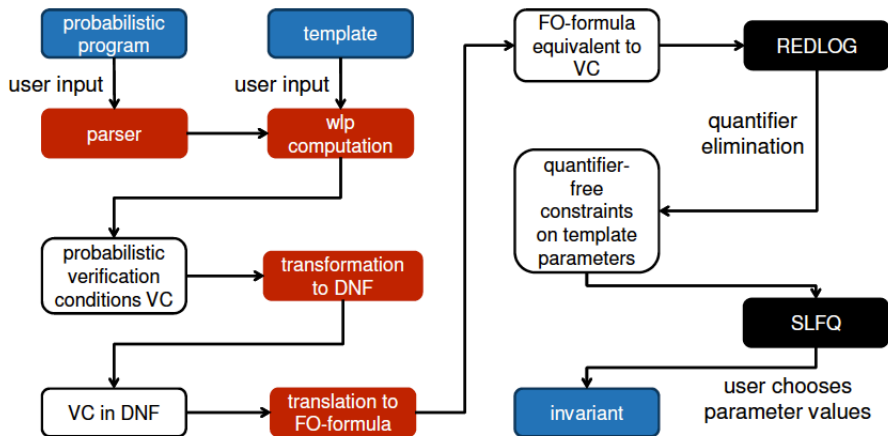 probabilistic
program
template
user input
user input
parser
wlp
computation
probabilistic
verification
conditions VC
transformation
to DNF
VC in DNF
translation to
FO-formula
FO-formula
equivalent to
VC
REDLOG
quantifier
elimination
quantifier-
free
constraints
on template
parameters
SLFQ
user chooses
parameter values
invariant